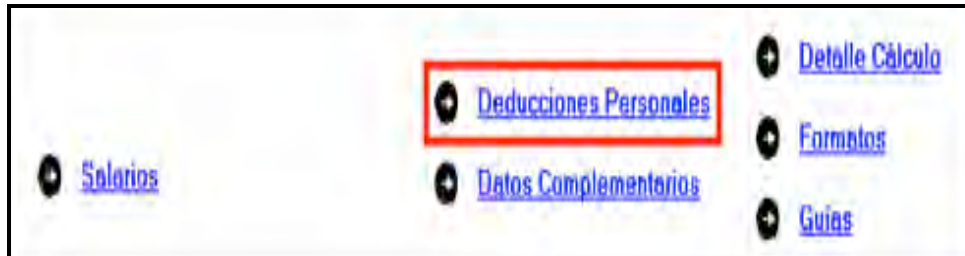 Salarios
Deducciones Personales
Datos Complementarios
Detalle Cálculo
Formatos
Guías